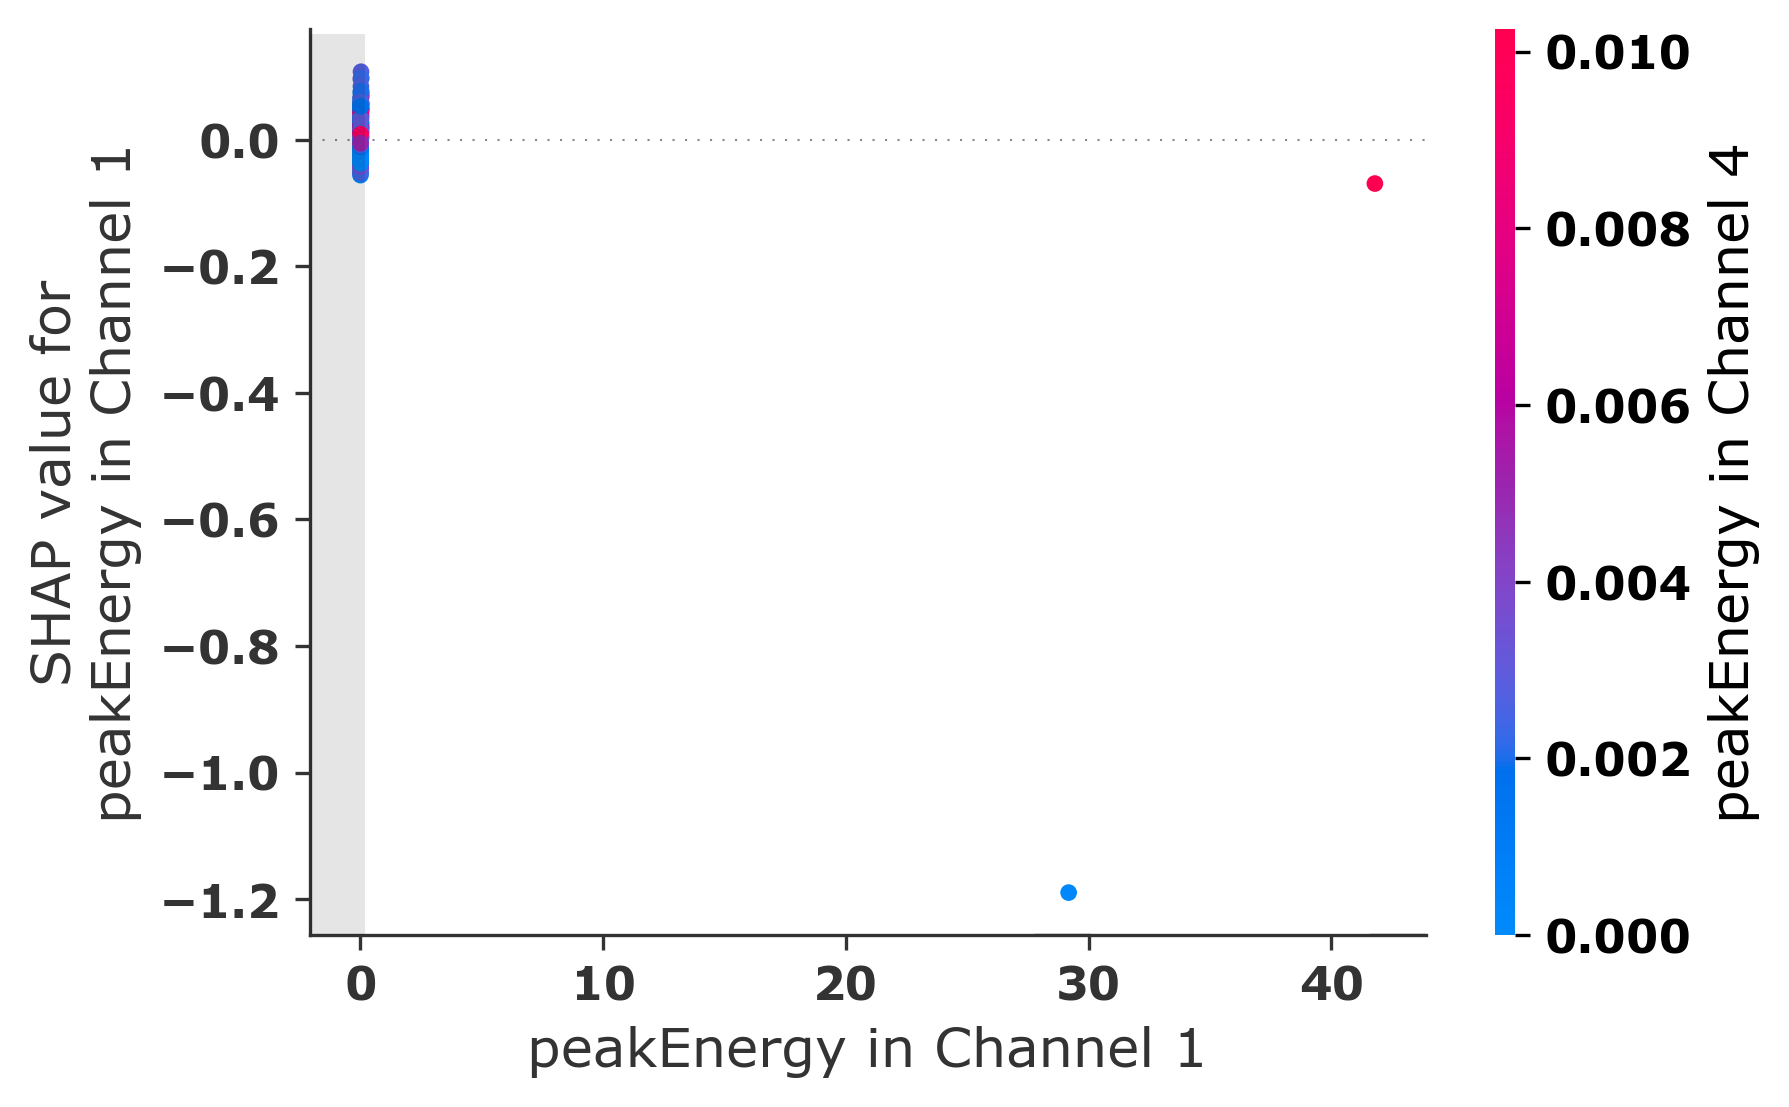 SHAP value for
peakEnergy in Channel 1
0.0
−0.2
−0.4
−0.6
−0.8
−1.0
−1.2
0 10 20 30 40
peakEnergy in Channel 1
0.010
0.008
0.006
0.004
0.002
0.000
peakEnergy in Channel 4